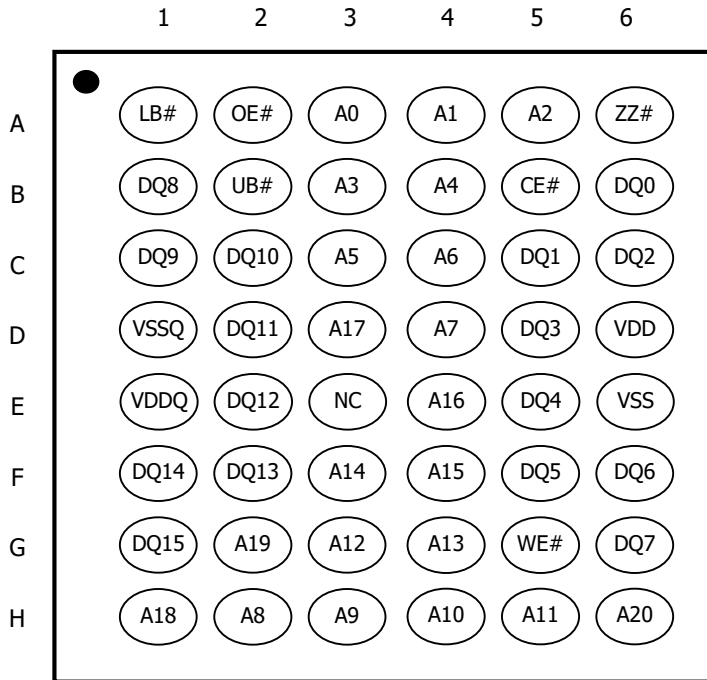 1 2 3 4 5 6
A LB# OE# A0 A1 A2 ZZ#
B DQ8 UB# A3 A4 CE# DQ0
C DQ9 DQ10 A5 A6 DQ1 DQ2
D VSSQ DQ11 A17 A7 DQ3 VDD
E VDDQ DQ12 NC A16 DQ4 VSS
F DQ14 DQ13 A14 A15 DQ5 DQ6
G DQ15 A19 A12 A13 WE# DQ7
H A18 A8 A9 A10 A11 A20